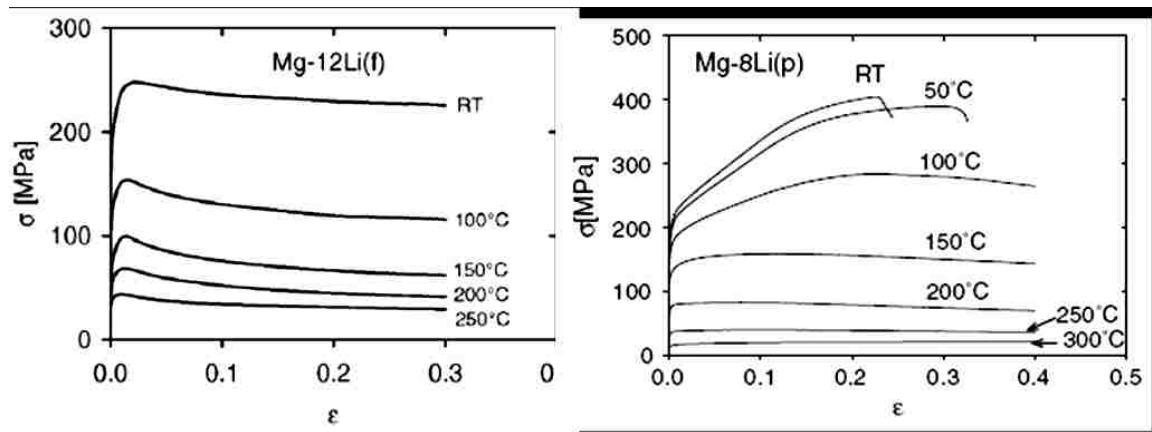 300
Mg-12Li(f)
RT
200
σ [MPa]
100°C
100
150°C
200°C
250°C
0
0.0 0.1 0.2 0.3 0
ε
500
Mg-8Li(p)
RT
50°C
400
300
100°C
σ[MPa]
200
150°C
100
200°C
250°C
300°C
0
0.0 0.1 0.2 0.3 0.4 0.5
ε